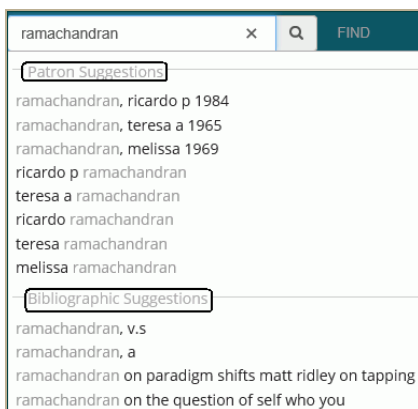 ramachandran × FIND
Patron Suggestions
ramachandran, ricardo p 1984
ramachandran, teresa a 1965
ramachandran, melissa 1969
ricardo p ramachandran
teresa a ramachandran
ricardo ramachandran
teresa ramachandran
melissa ramachandran
Bibliographic Suggestions
ramachandran, v.s
ramachandran, a
ramachandran on paradigm shifts matt ridley on tapping
ramachandran on the question of self who you